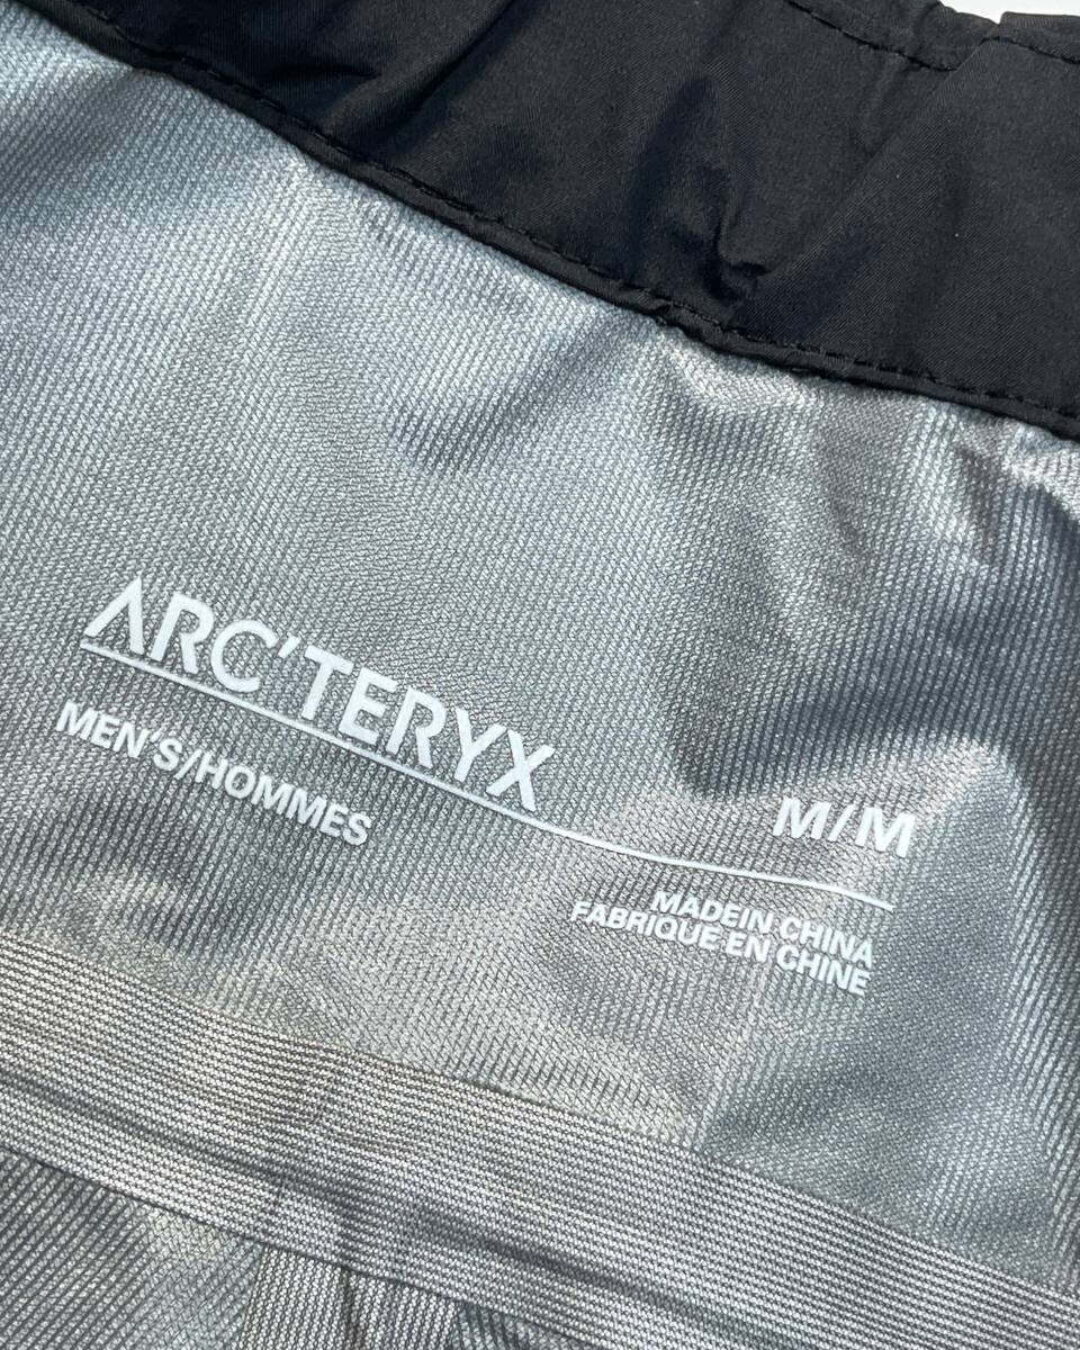 ARC'TERYX
MEN'S/HOMMES
M/M
MADEIN CHINA
FABRIQUE EN CHINE